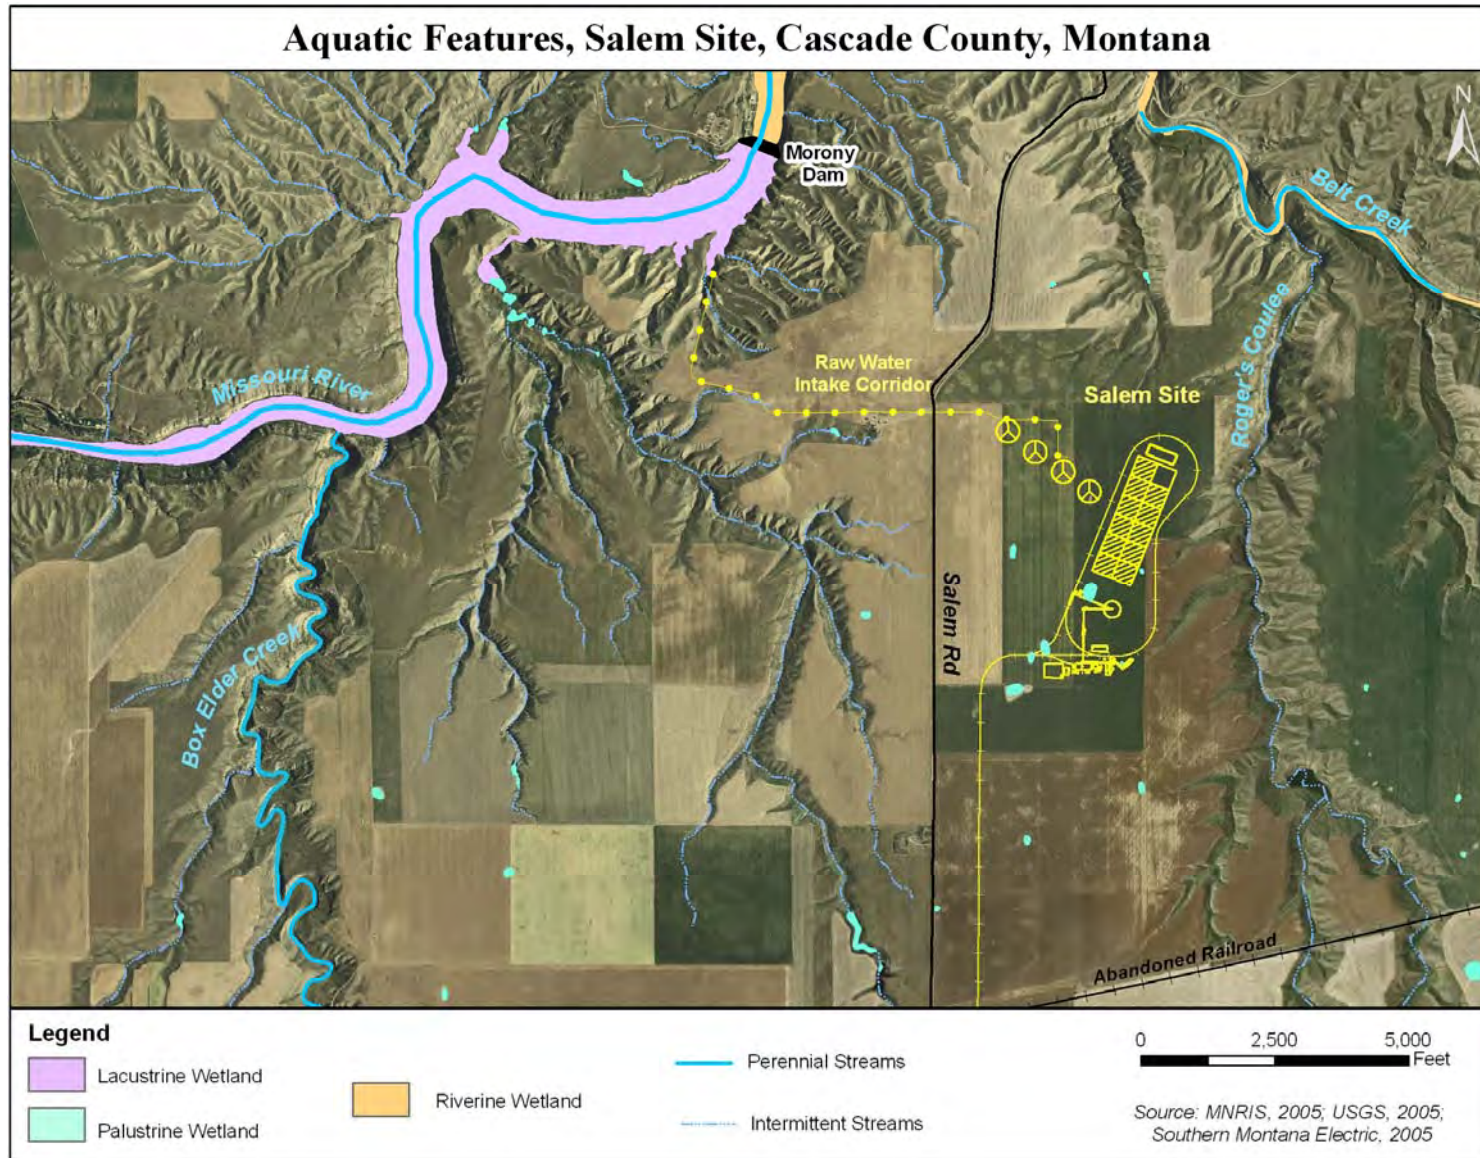 Aquatic Features, Salem Site, Cascade County, Montana
N
Morony
Dam
Belt Creek
Missouri River
Raw Water
Intake Corridor
Salem Site
Roger's Coulee
Salem Rd
Box Elder Creek
Abandoned Railroad
Legend
Lacustrine Wetland
Palustrine Wetland
Riverine Wetland
Perennial Streams
Intermittent Streams
0 2,500 5,000
Feet
Source: MNRIS, 2005; USGS, 2005;
Southern Montana Electric, 2005